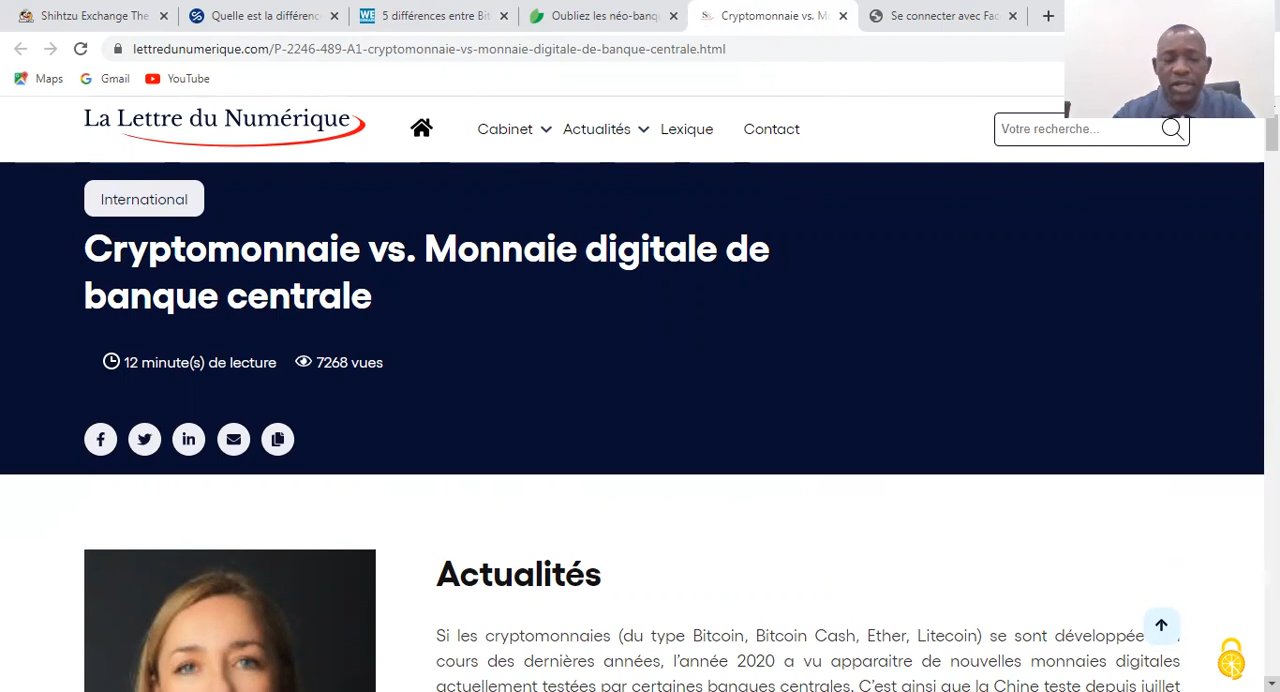 Shihtzu Exchange The
Quelle est la différenc
5 différences entre Bit
Oubliez les néo-banqu
Cryptomonnaie vs. M
Se connecter avec Fac
lettredunumerique.com/P-2246-489-A1-cryptomonnaie-vs-monnaie-digitale-de-banque-centrale.html
Maps
Gmail
YouTube
La Lettre du Numérique
Cabinet
Actualités
Lexique
Contact
Votre recherche...
International
Cryptomonnaie vs. Monnaie digitale de
banque centrale
12 minute(s) de lecture
7268 vues
Actualités
Si les cryptomonnaies (du type Bitcoin, Bitcoin Cash, Ether, Litecoin) se sont développée
cours des dernières années, l'année 2020 a vu apparaitre de nouvelles monnaies digitales
actuellement testées par certaines banques centrales. C'est ainsi que la Chine teste depuis juillet